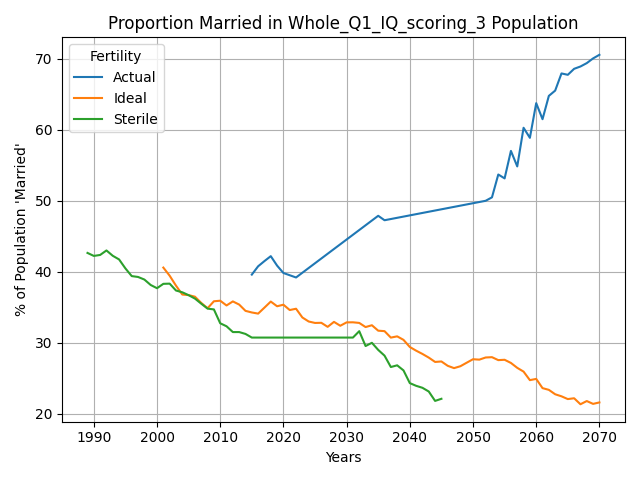 Proportion Married in Whole_Q1_IQ_scoring_3 Population
% of Population 'Married'
70
60
50
40
30
20
Fertility
Actual
Ideal
Sterile
1990 2000 2010 2020 2030 2040 2050 2060 2070
Years